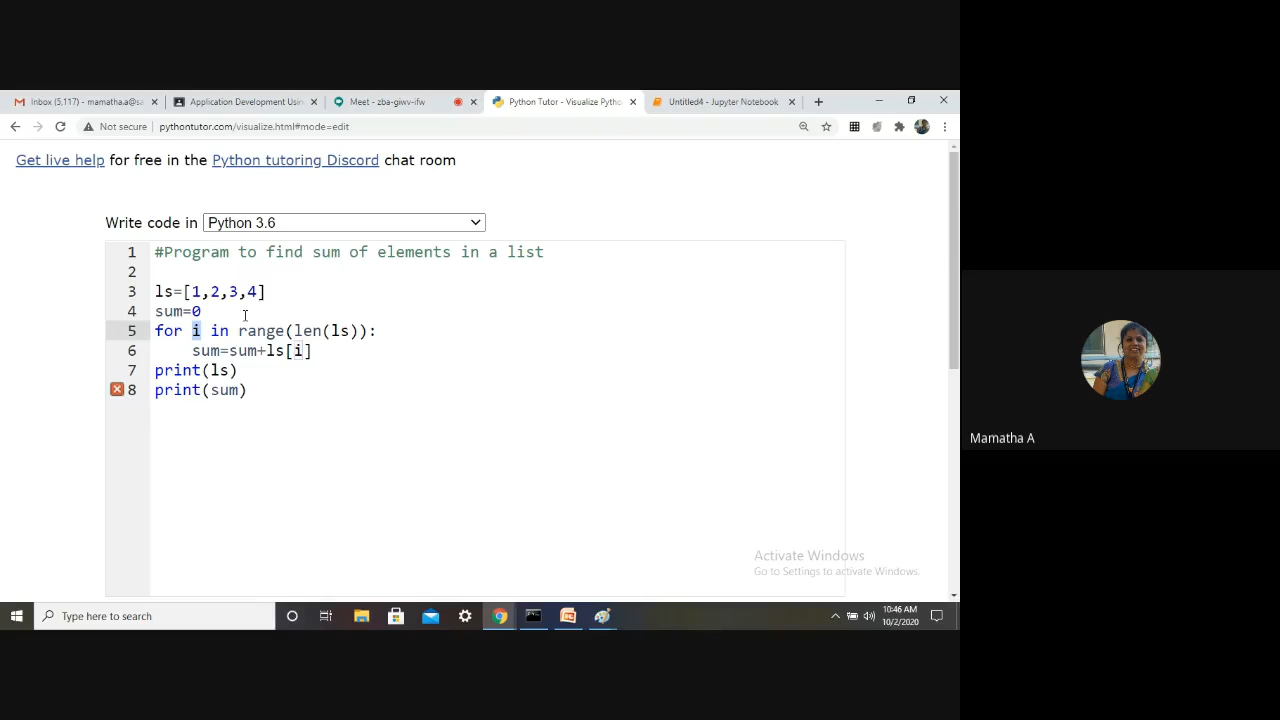 Inbox (5,117) - mamatha.a@sa
Application Development Usin
Meet - zba-giwv-ifw
Python Tutor - Visualize Pytho
Untitled4 - Jupyter Notebook
Not secure
pythontutor.com/visualize.html#mode=edit
Get live help for free in the Python tutoring Discord chat room
Write code in Python 3.6
1 #Program to find sum of elements in a list
2
3 ls=[1,2,3,4]
4 sum=0
5 for i in range(len(ls)):
6 sum=sum+ls[i]
7 print(ls)
8 print(sum)
Mamatha A
Activate Windows
Go to Settings to activate Windows.
Type here to search
10:46 AM
10/2/2020